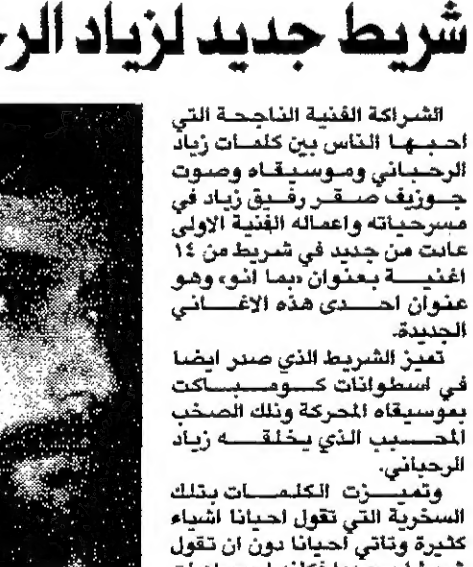 شريط جديد لزياد
الشراكة الفنية الناجحة التي
احبها الناس بين كلمات زياد
الرحباني وموسيقاه وصوت
جوزيف صقر رفيق زياد في
مسرحياته واعماله الفنية الاولى
عادت من جديد في شريط من ١٤
اغنية بعنوان «بما انو» وهو
عنوان احدى هذه الاغاني
الجديدة.
تميز الشريط الذي صدر ايضا
في اسطوانات كومباكت
بموسيقاه المحركة وذلك الصخب
المحبب الذي يخلقه زياد
الرحباني.
وتميزت الكلمات بتلك
السخرية التي تقول احيانا اشياء
كثيرة وتاتي احيانا دون ان تقول